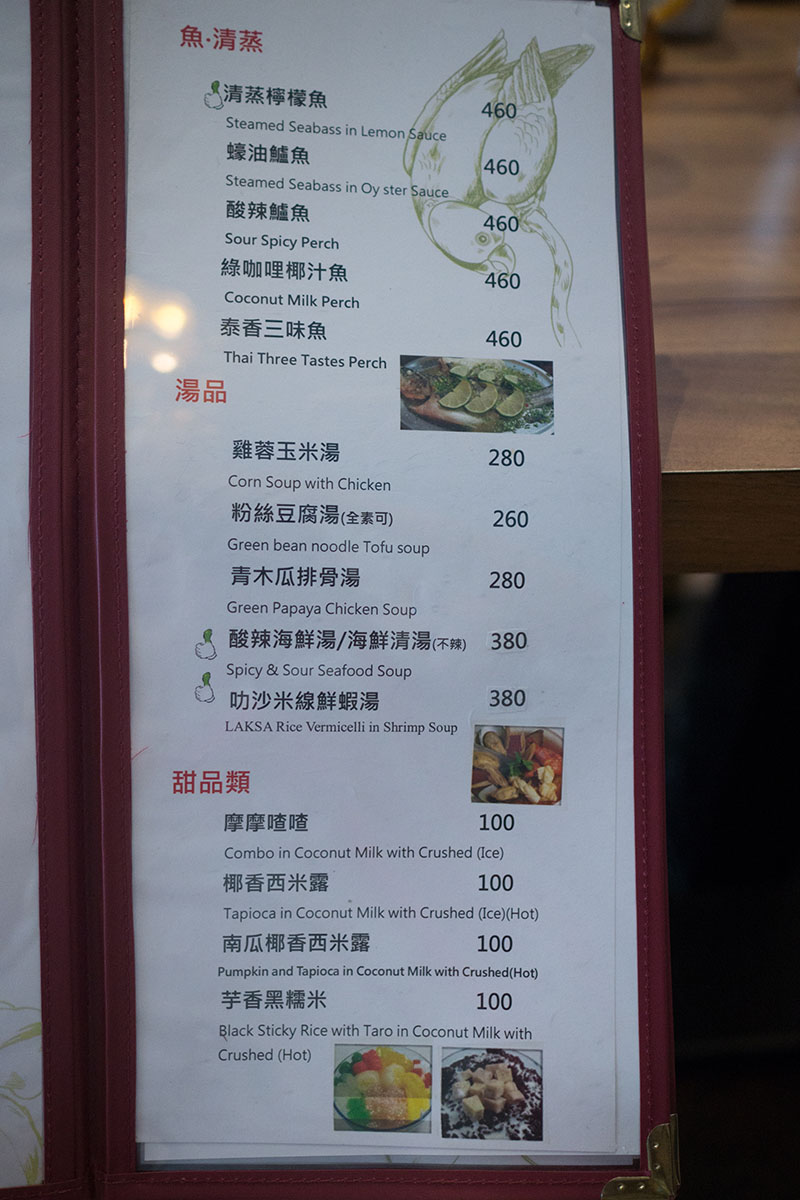 魚·清蒸
清蒸檸檬魚 460
Steamed Seabass in Lemon Sauce
蠔油鱸魚 460
Steamed Seabass in Oy ster Sauce
酸辣鱸魚 460
Sour Spicy Perch
綠咖哩椰汁魚 460
Coconut Milk Perch
泰香三味魚 460
Thai Three Tastes Perch
湯品
雞蓉玉米湯 280
Corn Soup with Chicken
粉絲豆腐湯(全素可) 260
Green bean noodle Tofu soup
青木瓜排骨湯 280
Green Papaya Chicken Soup
酸辣海鮮湯/海鮮清湯(不辣) 380
Spicy & Sour Seafood Soup
叻沙米線鮮蝦湯 380
LAKSA Rice Vermicelli in Shrimp Soup
甜品類
摩摩喳喳 100
Combo in Coconut Milk with Crushed (Ice)
椰香西米露 100
Tapioca in Coconut Milk with Crushed (Ice)(Hot)
南瓜椰香西米露 100
Pumpkin and Tapioca in Coconut Milk with Crushed(Hot)
芋香黑糯米 100
Black Sticky Rice with Taro in Coconut Milk with
Crushed (Hot)